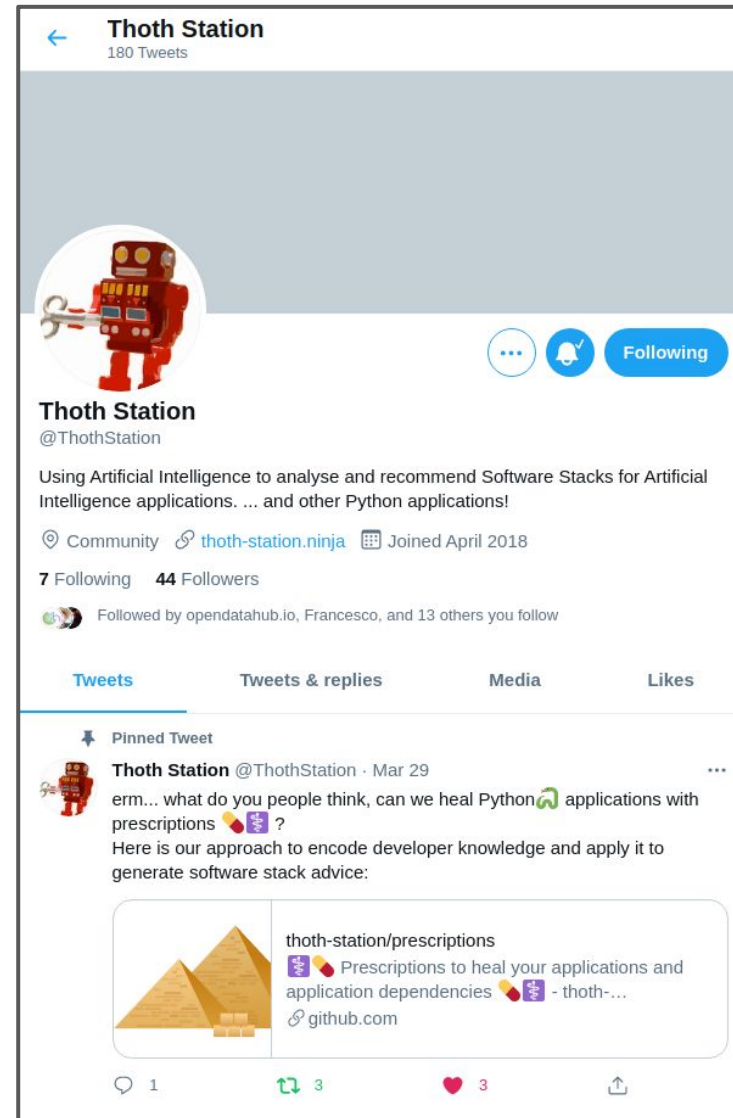 Thoth Station
180 Tweets
Following
Thoth Station
@ThothStation
Using Artificial Intelligence to analyse and recommend Software Stacks for Artificial
Intelligence applications. ... and other Python applications!
Community thoth-station.ninja Joined April 2018
7 Following 44 Followers
Followed by opendatahub.io, Francesco, and 13 others you follow
Tweets Tweets & replies Media Likes
Pinned Tweet
Thoth Station @ThothStation · Mar 29
erm... what do you people think, can we heal Python🐍 applications with
prescriptions 💊⚕️ ?
Here is our approach to encode developer knowledge and apply it to
generate software stack advice:
thoth-station/prescriptions
⚕️💊 Prescriptions to heal your applications and
application dependencies 💊⚕️ - thoth-...
github.com
1 3 3